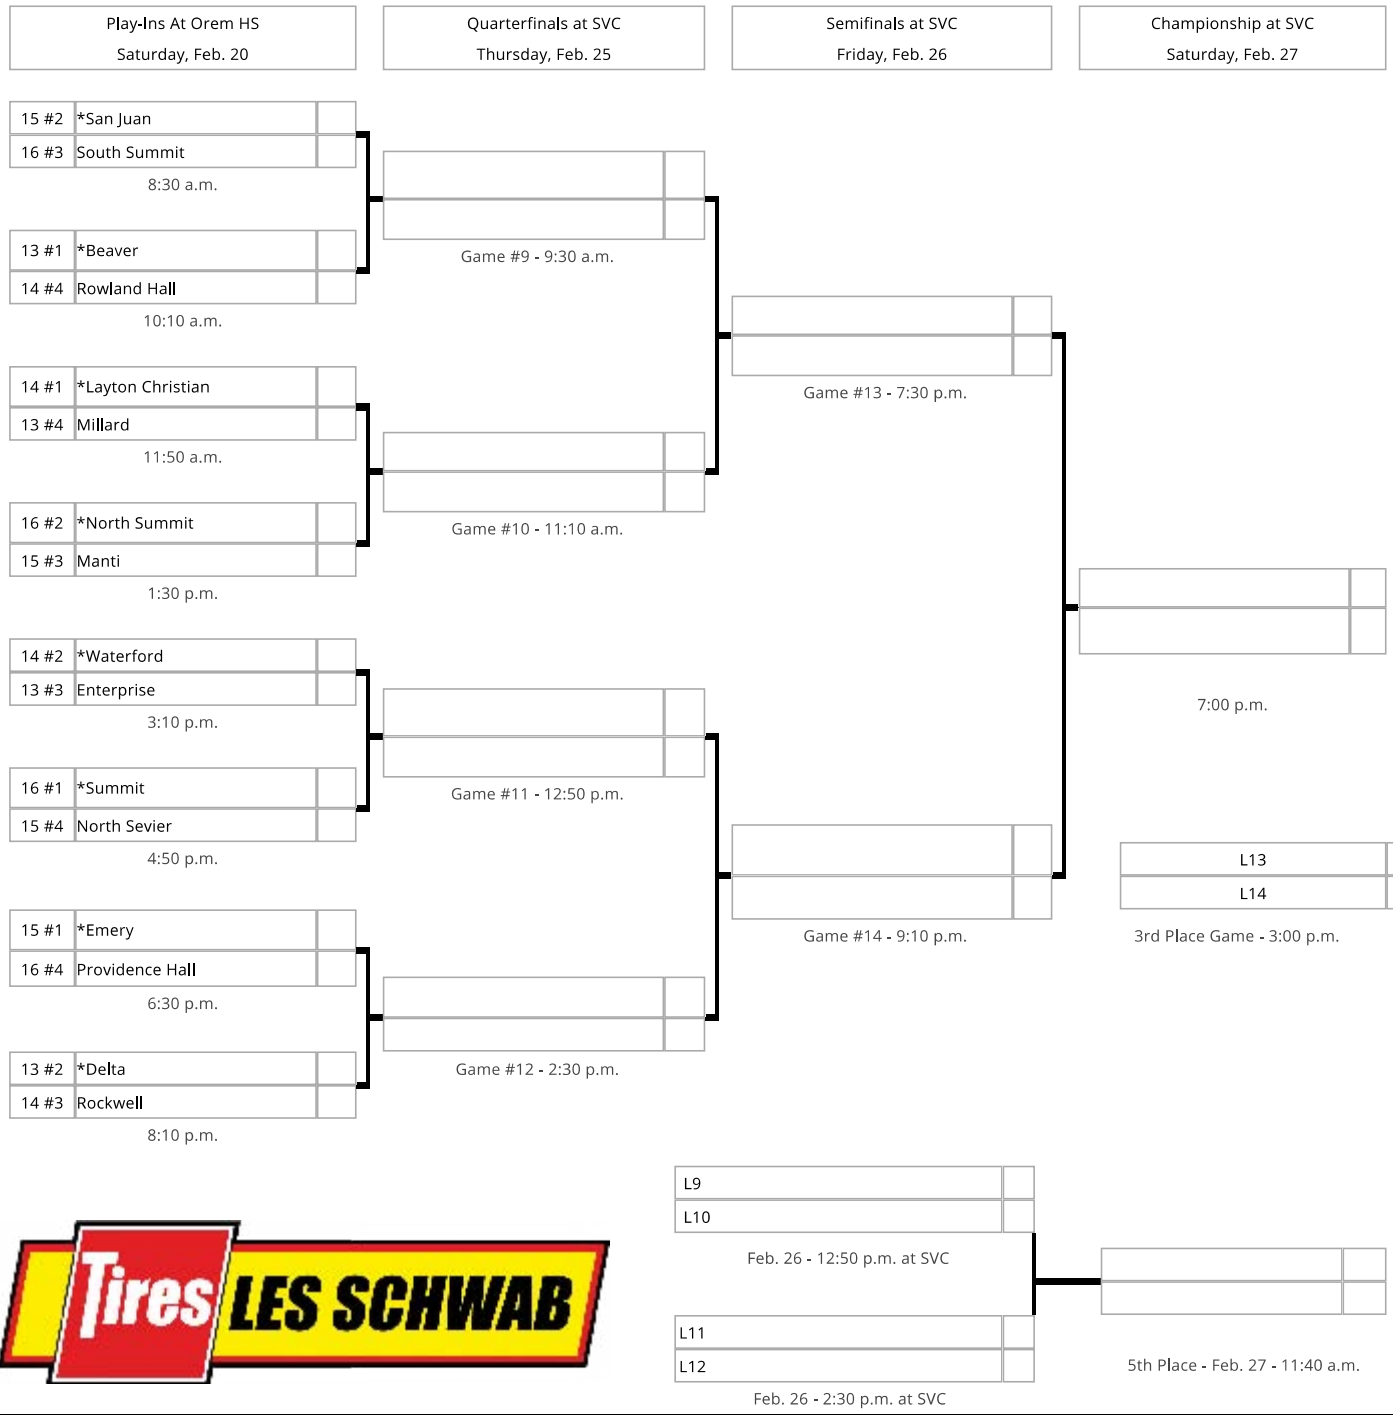 Play-Ins At Orem HS
Saturday, Feb. 20
Quarterfinals at SVC
Thursday, Feb. 25
Semifinals at SVC
Friday, Feb. 26
Championship at SVC
Saturday, Feb. 27
15 #2 *San Juan
16 #3 South Summit
8:30 a.m.
13 #1 *Beaver
14 #4 Rowland Hall
10:10 a.m.
14 #1 *Layton Christian
13 #4 Millard
11:50 a.m.
16 #2 *North Summit
15 #3 Manti
1:30 p.m.
14 #2 *Waterford
13 #3 Enterprise
3:10 p.m.
16 #1 *Summit
15 #4 North Sevier
4:50 p.m.
15 #1 *Emery
16 #4 Providence Hall
6:30 p.m.
13 #2 *Delta
14 #3 Rockwell
8:10 p.m.
Game #9 - 9:30 a.m.
Game #10 - 11:10 a.m.
Game #11 - 12:50 p.m.
Game #12 - 2:30 p.m.
Game #13 - 7:30 p.m.
Game #14 - 9:10 p.m.
7:00 p.m.
L13
L14
3rd Place Game - 3:00 p.m.
L9
L10
Feb. 26 - 12:50 p.m. at SVC
L11
L12
Feb. 26 - 2:30 p.m. at SVC
5th Place - Feb. 27 - 11:40 a.m.
Tires LES SCHWAB